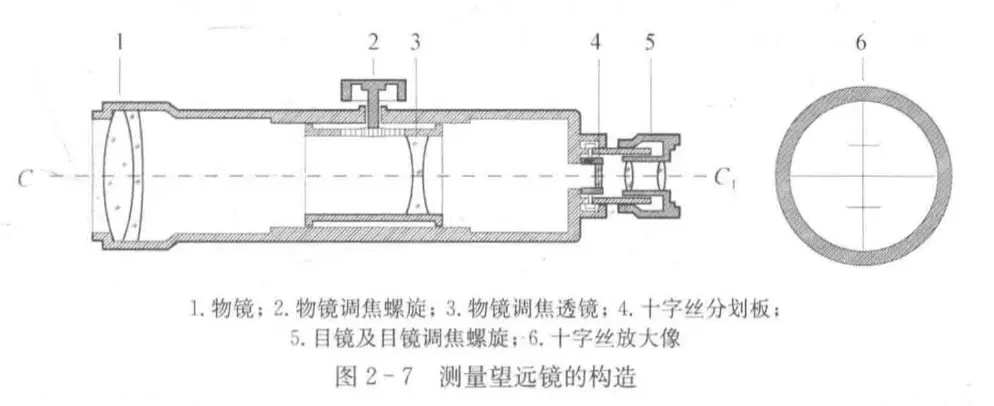 1 2 3 4 5 6
C C₁
1.物镜；2.物镜调焦螺旋；3.物镜调焦透镜；4.十字丝分划板；
5.目镜及目镜调焦螺旋；6.十字丝放大像
图 2-7 测量望远镜的构造